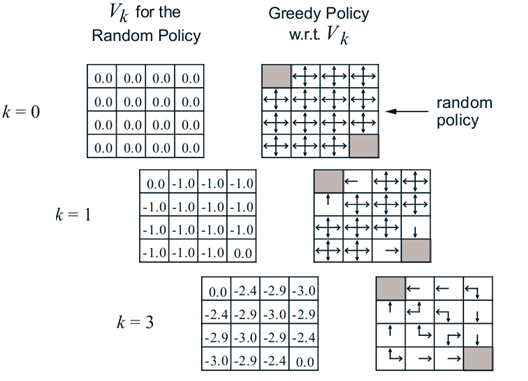 V_k for the Random Policy
Greedy Policy w.r.t. V_k
k = 0
0.0 0.0 0.0 0.0
0.0 0.0 0.0 0.0
0.0 0.0 0.0 0.0
0.0 0.0 0.0 0.0
random policy
k = 1
0.0 -1.0 -1.0 -1.0
-1.0 -1.0 -1.0 -1.0
-1.0 -1.0 -1.0 -1.0
-1.0 -1.0 -1.0 0.0
k = 3
0.0 -2.4 -2.9 -3.0
-2.4 -2.9 -3.0 -2.9
-2.9 -3.0 -2.9 -2.4
-3.0 -2.9 -2.4 0.0